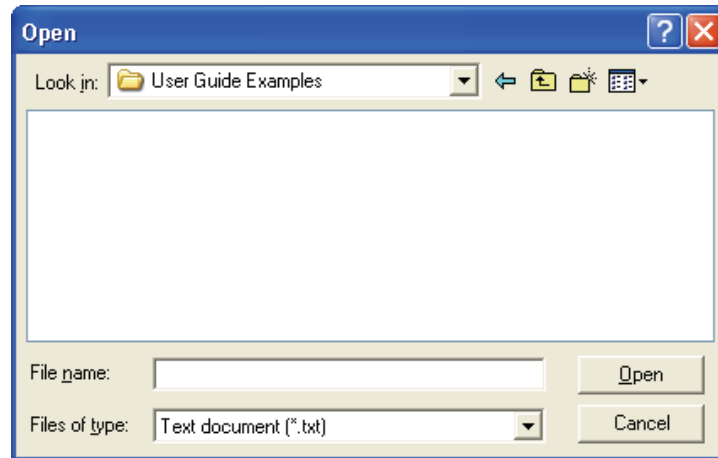 Open
Look in: User Guide Examples
File name: Open
Files of type: Text document (*.txt) Cancel